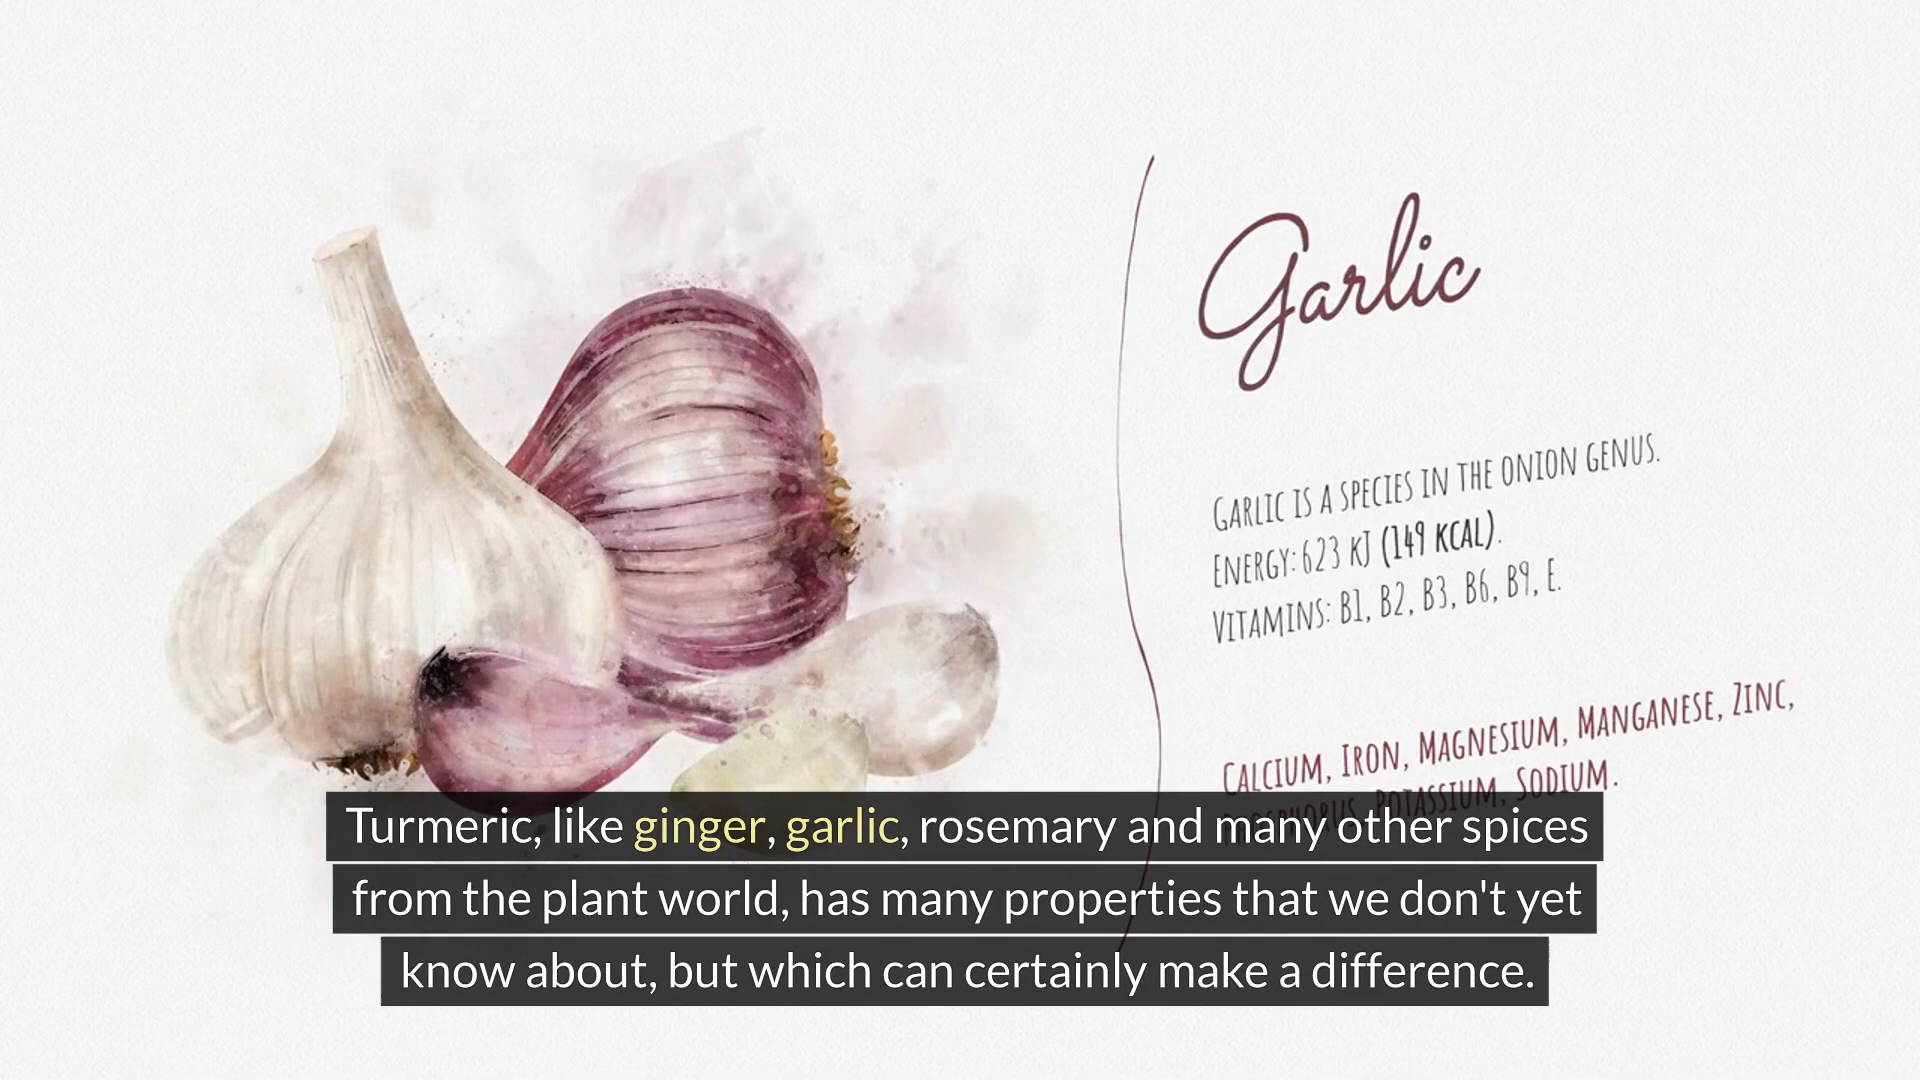 Garlic
GARLIC IS A SPECIES IN THE ONION GENUS.
ENERGY: 623 KJ (149 KCAL).
VITAMINS: B1, B2, B3, B6, B9, E.
CALCIUM, IRON, MAGNESIUM, MANGANESE, ZINC,
PHOSPHORUS, POTASSIUM, SODIUM.
Turmeric, like ginger, garlic, rosemary and many other spices
from the plant world, has many properties that we don't yet
know about, but which can certainly make a difference.